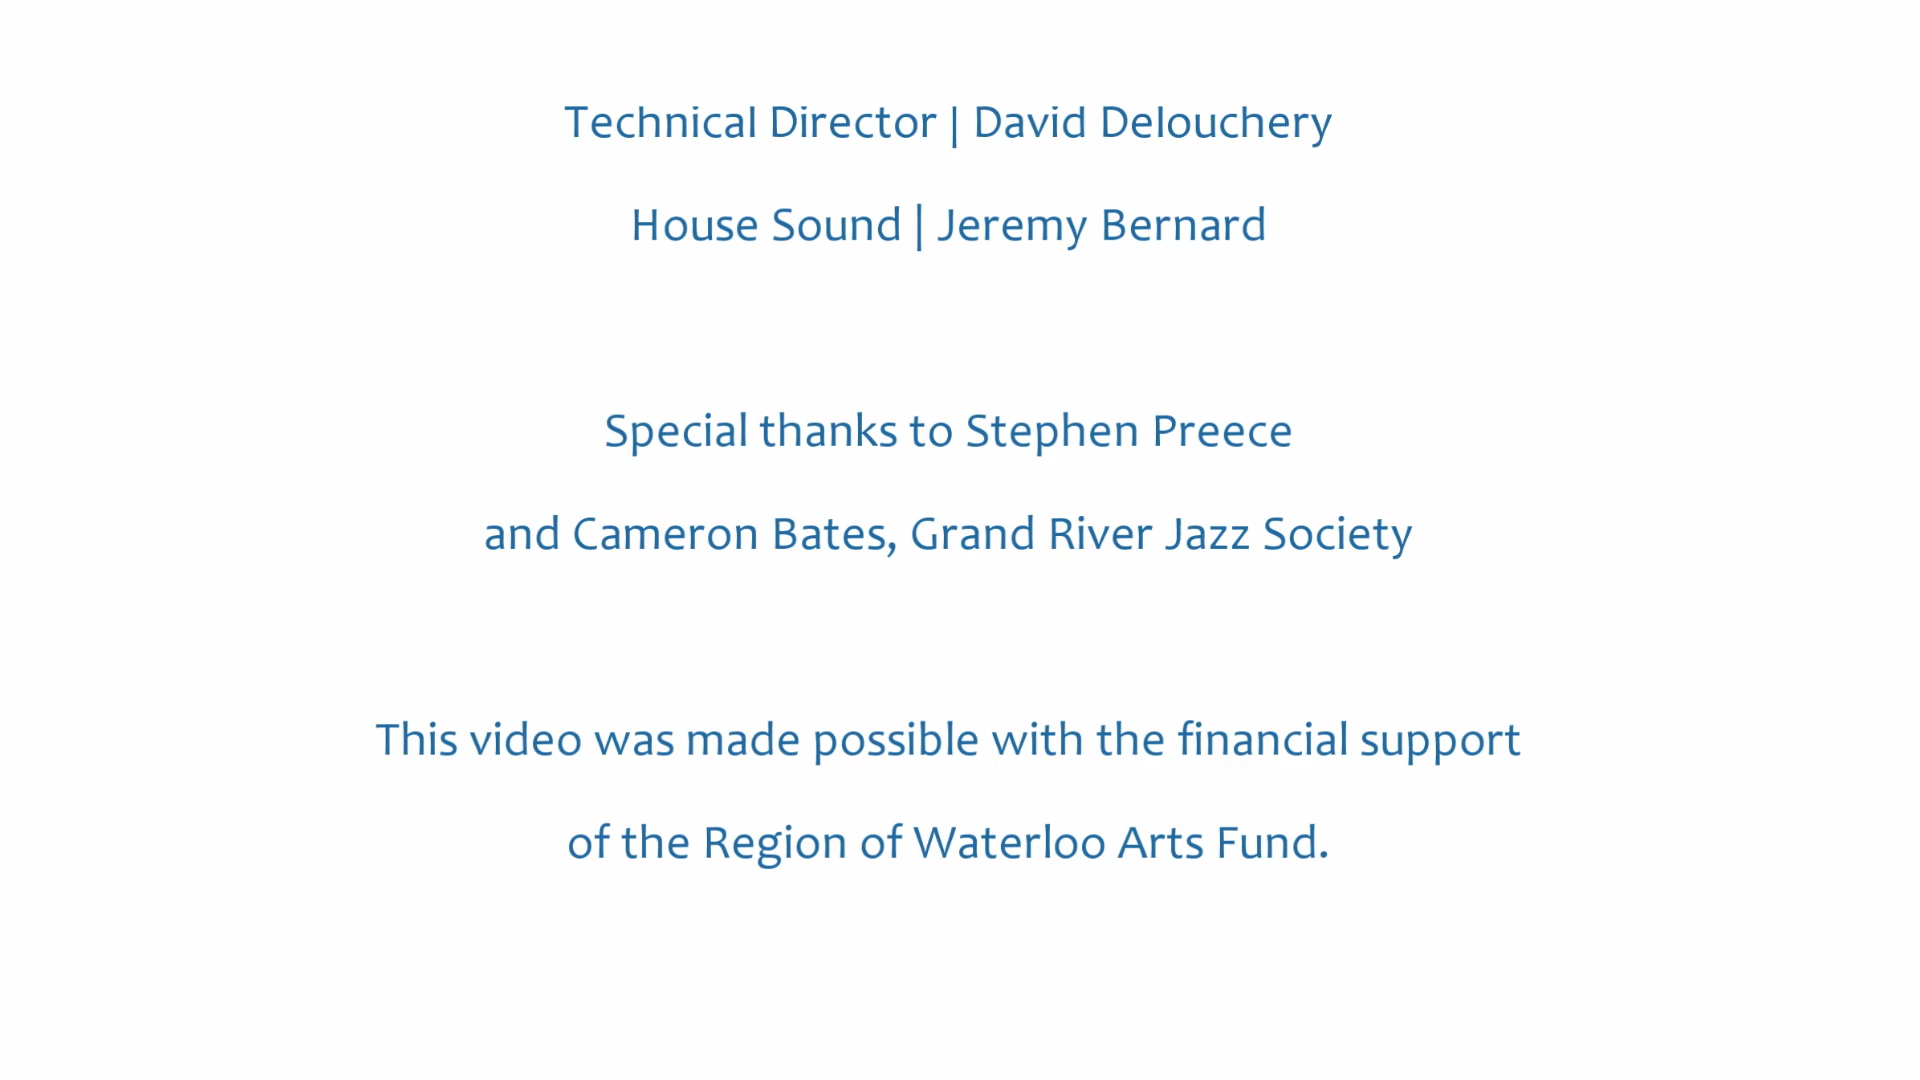 Technical Director | David Delouchery
House Sound | Jeremy Bernard
Special thanks to Stephen Preece
and Cameron Bates, Grand River Jazz Society
This video was made possible with the financial support
of the Region of Waterloo Arts Fund.